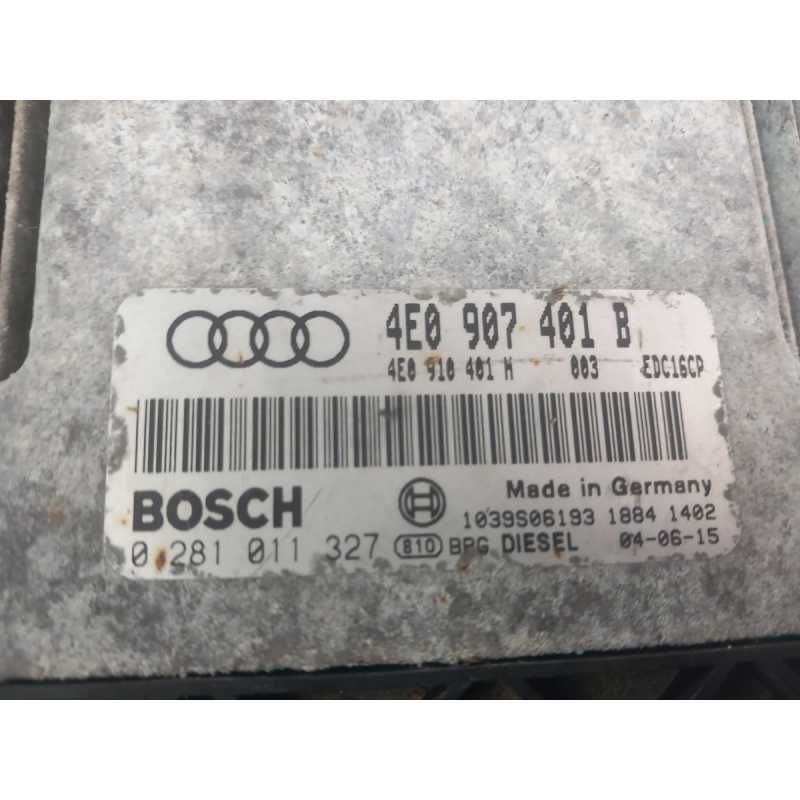 4E0 907 401 B
4E0 910 401 H 003 EDC16CP
BOSCH
Made in Germany
1039S06193 1884 1402
0 281 011 327 810 BPG DIESEL 04-06-15